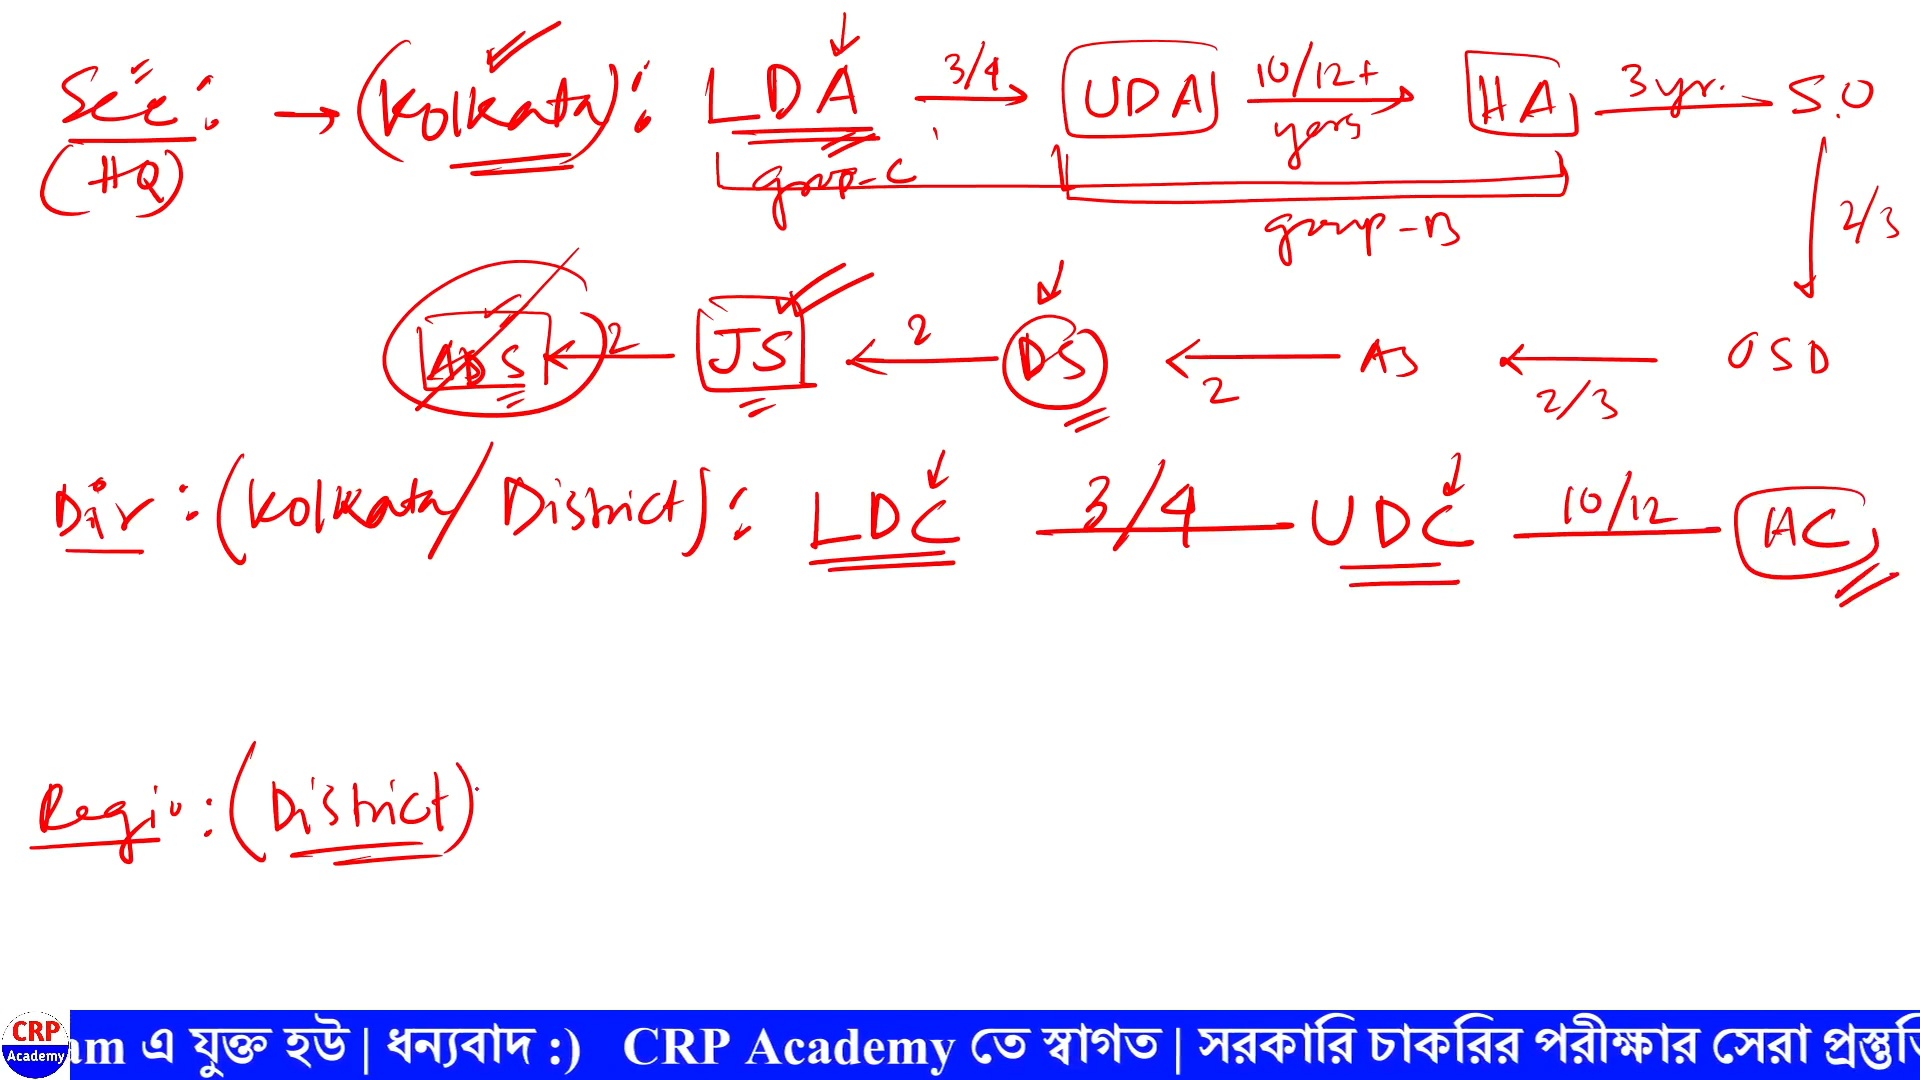 Sec : → (Kolkata) : LDA 3/4 → UDA 10/12+ years → HA 3 yr. → S.O
(HQ)
group-C
group-B
2/3
ADS ← 2 JS ← 2 DS ← 2 AS ← 2/3 OSD
Dir : (Kolkata/District) : LDC 3/4 UDC 10/12 HC
Regio : (District)
CRP Academy
am এ যুক্ত হউ | ধন্যবাদ :) CRP Academy তে স্বাগত | সরকারি চাকরির পরীক্ষার সেরা প্রস্তুতি